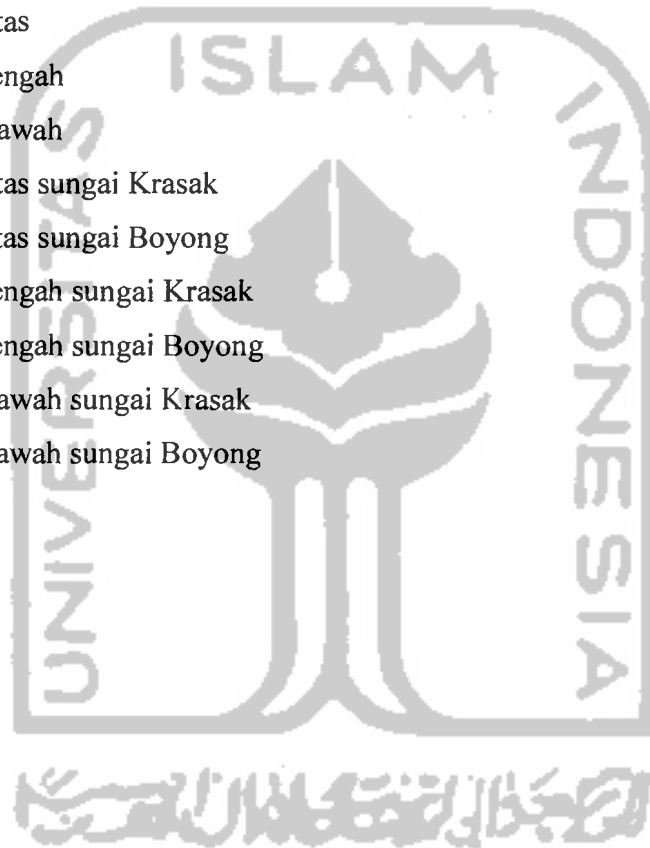 tas
engah
awah
tas sungai Krasak
tas sungai Boyong
engah sungai Krasak
engah sungai Boyong
awah sungai Krasak
awah sungai Boyong
UNIVERSITAS
ISLAM
INDONESIA